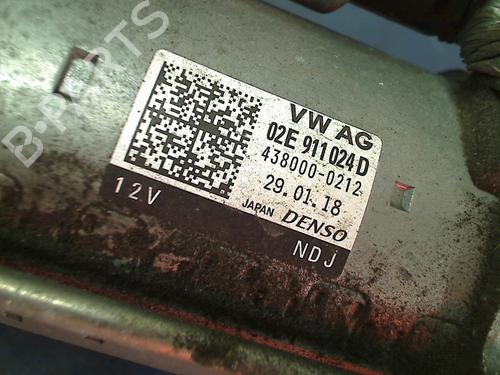 VW AG
02E 911 024 D
438000-0212
29.01.18
JAPAN DENSO
12V
NDJ
B-PARTS